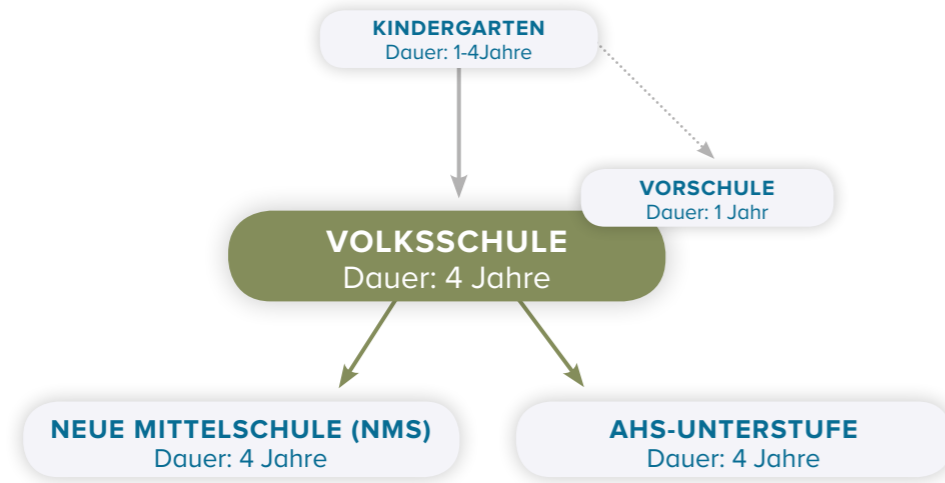 KINDERGARTEN
Dauer: 1-4Jahre
VORSCHULE
Dauer: 1 Jahr
VOLKSSCHULE
Dauer: 4 Jahre
NEUE MITTELSCHULE (NMS)
Dauer: 4 Jahre
AHS-UNTERSTUFE
Dauer: 4 Jahre